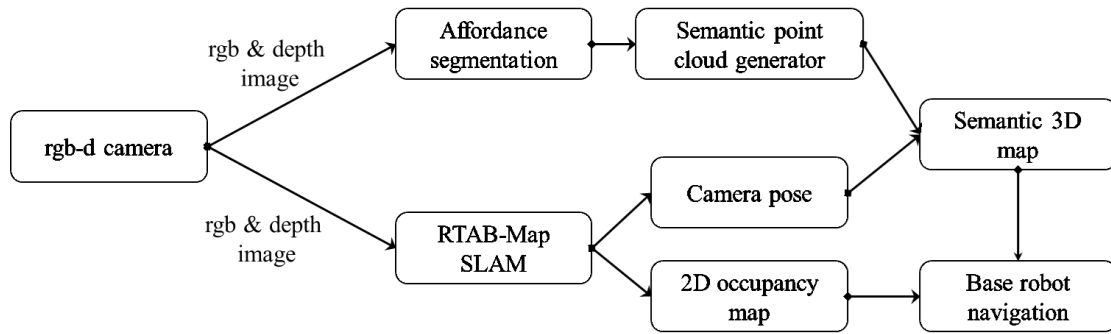 rgb & depth
image
Affordance
segmentation
Semantic point
cloud generator
rgb-d camera
Semantic 3D
map
rgb & depth
image
RTAB-Map
SLAM
Camera pose
2D occupancy
map
Base robot
navigation